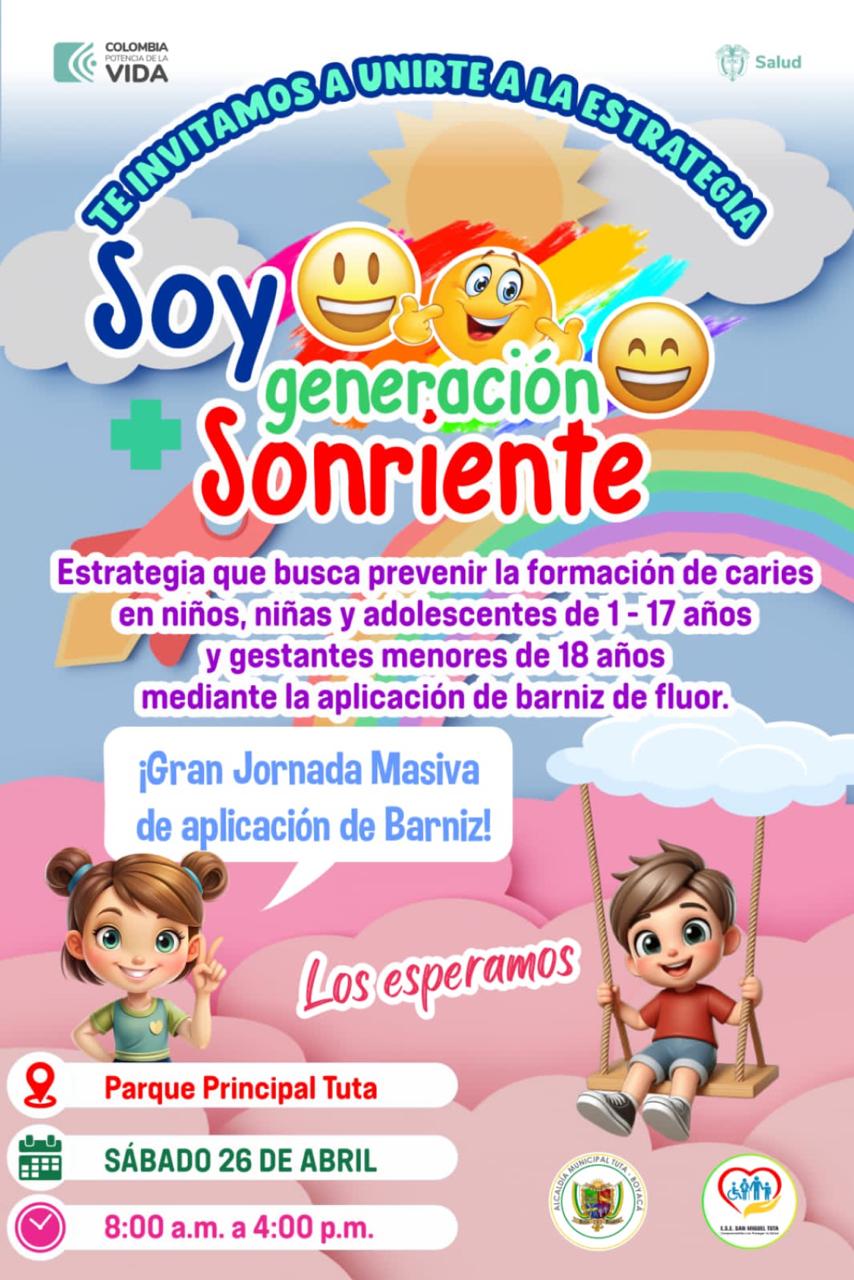 COLOMBIA
POTENCIA DE LA
VIDA
Salud
TE INVITAMOS A UNIRTE A LA ESTRATEGIA
Soy
generación
Sonriente
Estrategia que busca prevenir la formación de caries
en niños, niñas y adolescentes de 1 - 17 años
y gestantes menores de 18 años
mediante la aplicación de barniz de fluor.
¡Gran Jornada Masiva
de aplicación de Barniz!
Los esperamos
Parque Principal Tuta
SÁBADO 26 DE ABRIL
8:00 a.m. a 4:00 p.m.
ALCALDÍA MUNICIPAL TUTA - BOYACÁ
E.S.E. SAN MIGUEL TUTA